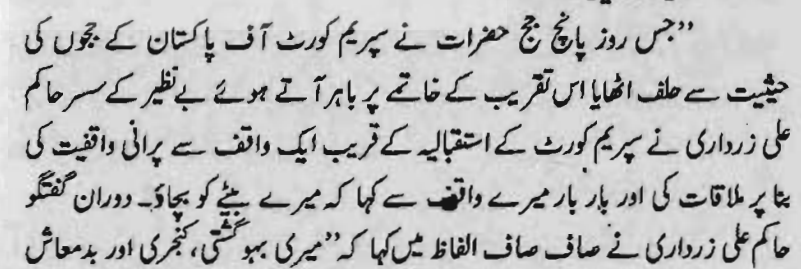 ”جس روز پانچ جج حضرات نے سپریم کورٹ آف پاکستان کے ججوں کی
حیثیت سے حلف اٹھایا اس تقریب کے خاتمے پر باہر آتے ہوئے بے نظیر کے سسر حاکم
علی زرداری نے سپریم کورٹ کے استقبالیہ کے قریب ایک واقف سے پرانی واقفیت کی
بنا پر ملاقات کی اور بار بار میرے واقف سے کہا کہ میرے بیٹے کو بچاؤ۔ دوران گفتگو
حاکم علی زرداری نے صاف صاف الفاظ میں کہا کہ ”میری بہو گشتی، کنجری اور بدمعاش